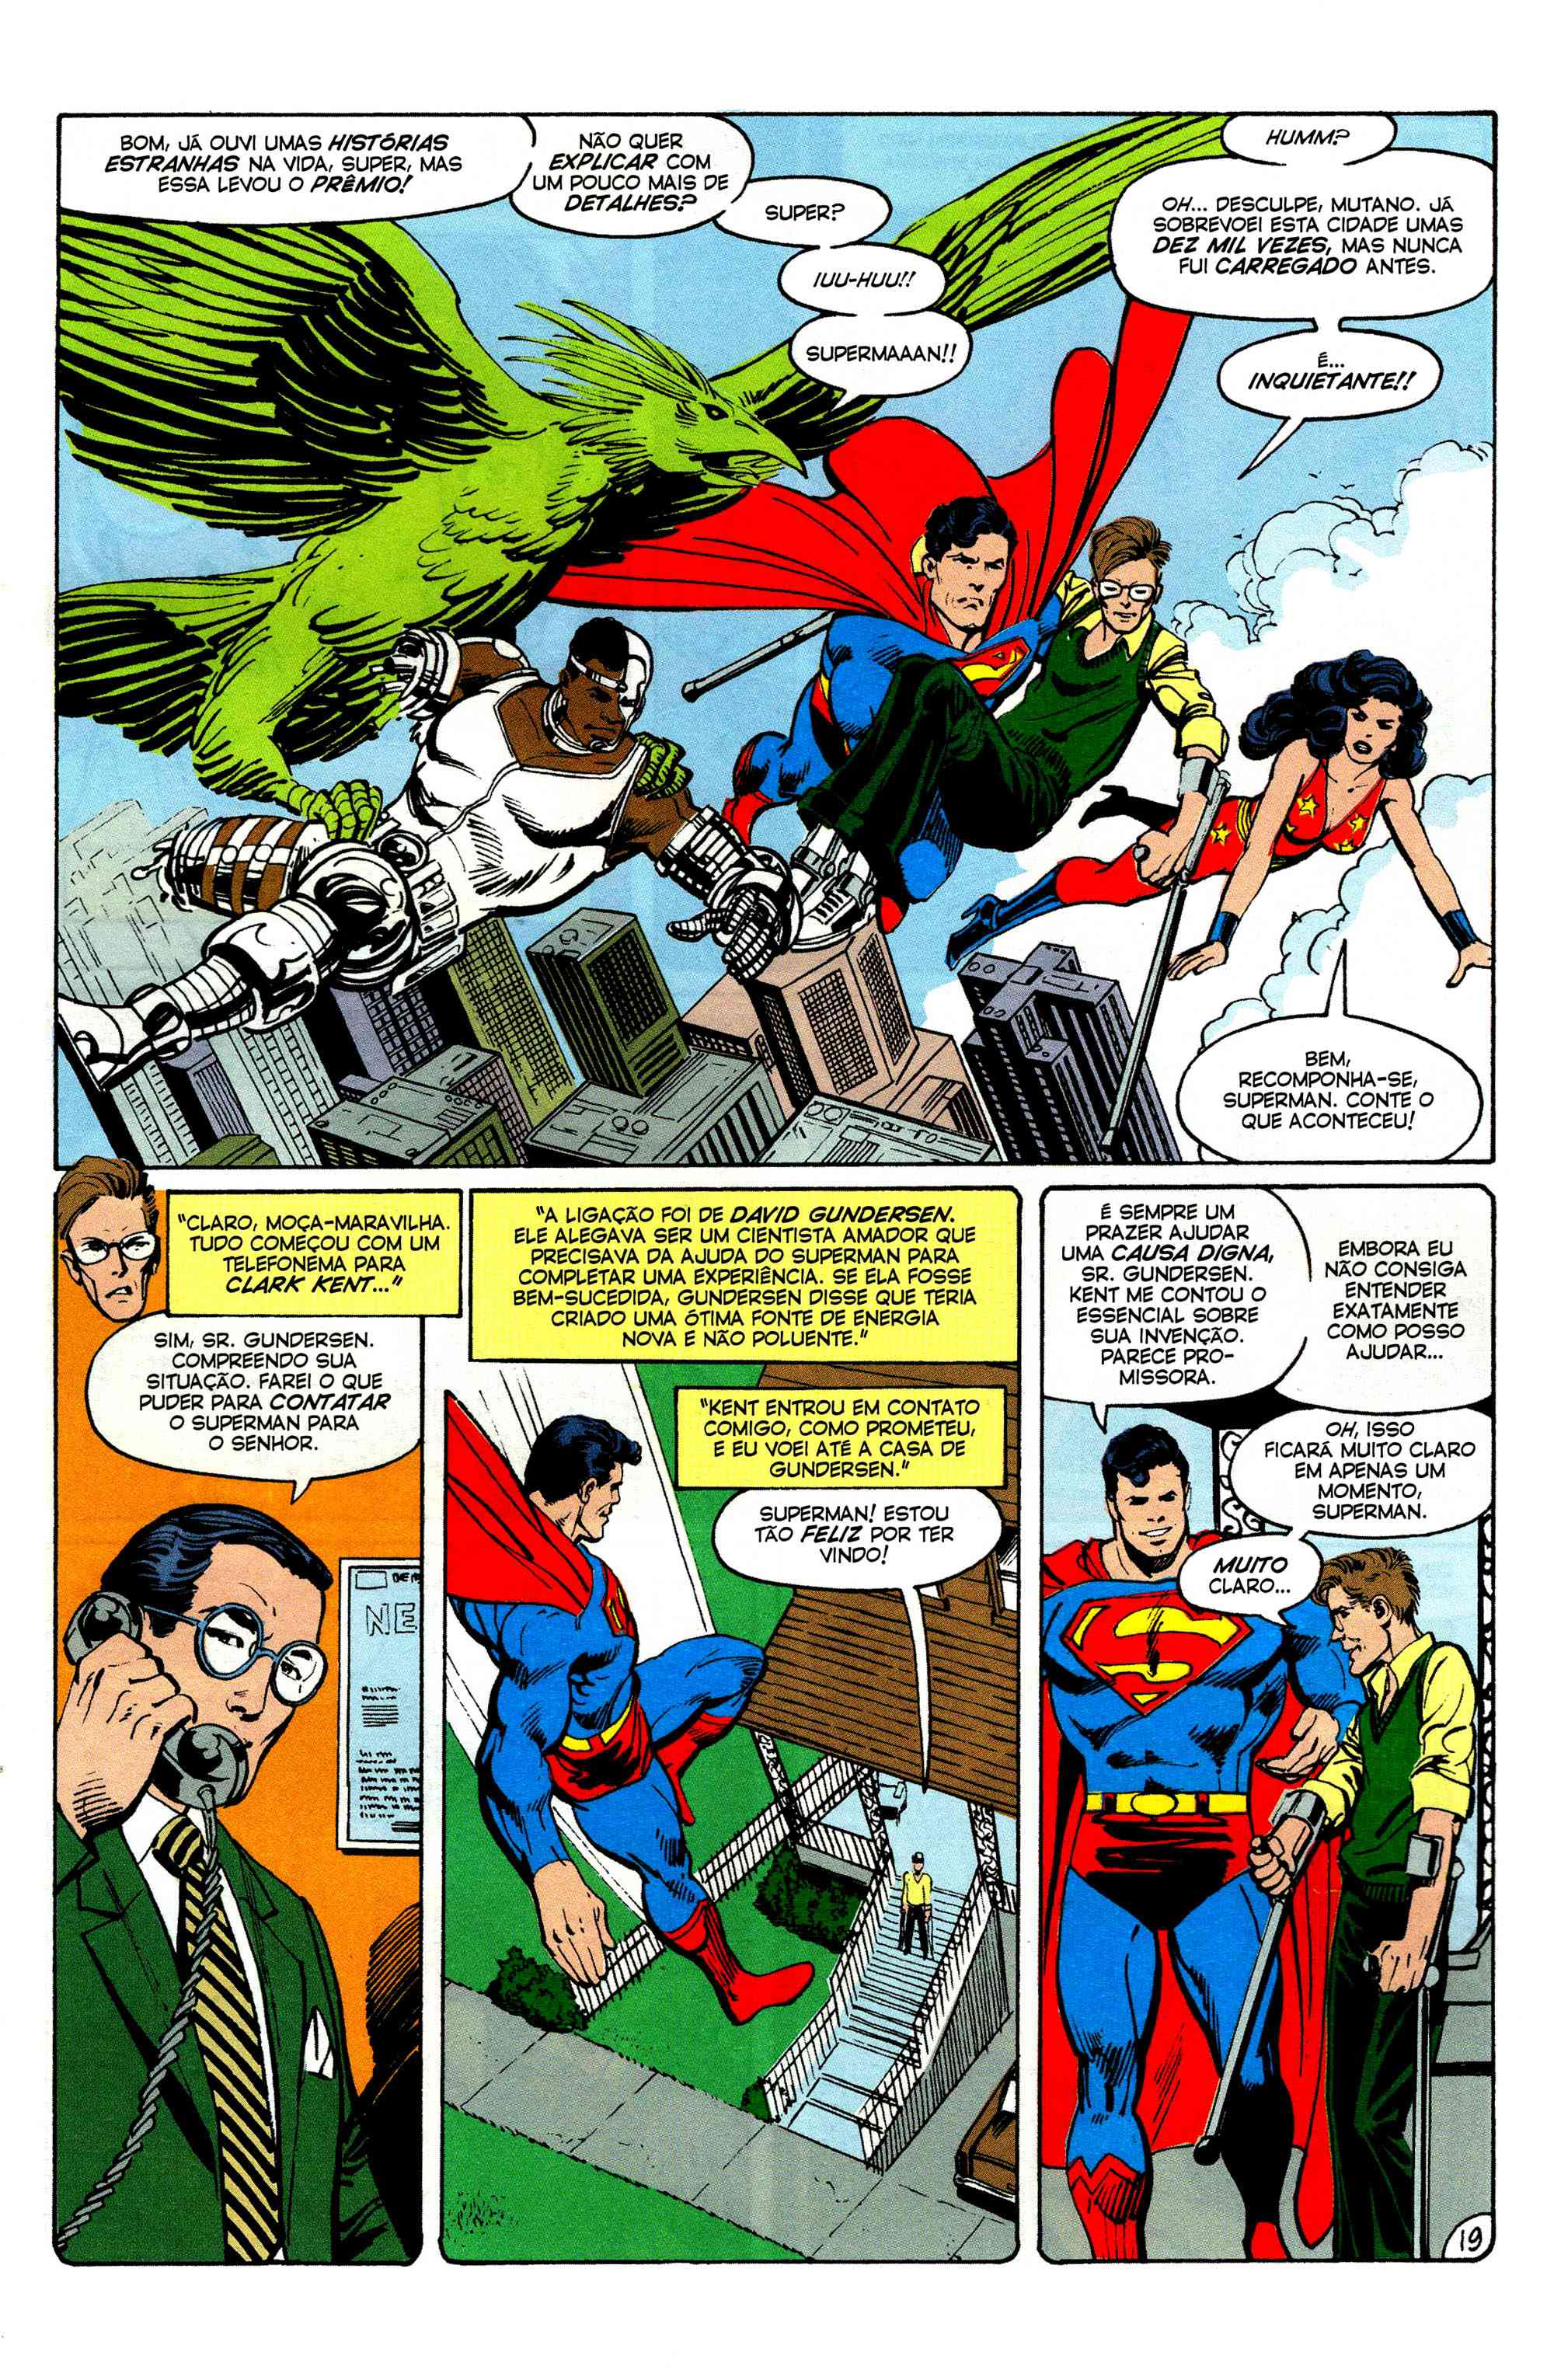 BOM, JÁ OUVI UMAS HISTÓRIAS
ESTRANHAS NA VIDA, SUPER, MAS
ESSA LEVOU O PRÊMIO!
NÃO QUER
EXPLICAR COM
UM POUCO MAIS DE
DETALHES?
SUPER?
IUU-HUU!!
SUPERMAAAN!!
HUMM?
OH... DESCULPE, MUTANO. JÁ
SOBREVOEI ESTA CIDADE UMAS
DEZ MIL VEZES, MAS NUNCA
FUI CARREGADO ANTES.
É...
INQUIETANTE!!
BEM,
RECOMPONHA-SE,
SUPERMAN. CONTE O
QUE ACONTECEU!
"CLARO, MOÇA-MARAVILHA.
TUDO COMEÇOU COM UM
TELEFONEMA PARA
CLARK KENT..."
SIM, SR. GUNDERSEN.
COMPREENDO SUA
SITUAÇÃO. FAREI O QUE
PUDER PARA CONTATAR
O SUPERMAN PARA
O SENHOR.
NE
"A LIGAÇÃO FOI DE DAVID GUNDERSEN.
ELE ALEGAVA SER UM CIENTISTA AMADOR QUE
PRECISAVA DA AJUDA DO SUPERMAN PARA
COMPLETAR UMA EXPERIÊNCIA. SE ELA FOSSE
BEM-SUCEDIDA, GUNDERSEN DISSE QUE TERIA
CRIADO UMA ÓTIMA FONTE DE ENERGIA
NOVA E NÃO POLUENTE."
"KENT ENTROU EM CONTATO
COMIGO, COMO PROMETEU,
E EU VOEI ATÉ A CASA DE
GUNDERSEN."
SUPERMAN! ESTOU
TÃO FELIZ POR TER
VINDO!
É SEMPRE UM
PRAZER AJUDAR
UMA CAUSA DIGNA,
SR. GUNDERSEN.
KENT ME CONTOU O
ESSENCIAL SOBRE
SUA INVENÇÃO.
PARECE PRO-
MISSORA.
EMBORA EU
NÃO CONSIGA
ENTENDER
EXATAMENTE
COMO POSSO
AJUDAR...
OH, ISSO
FICARÁ MUITO CLARO
EM APENAS UM
MOMENTO,
SUPERMAN.
MUITO
CLARO...
19